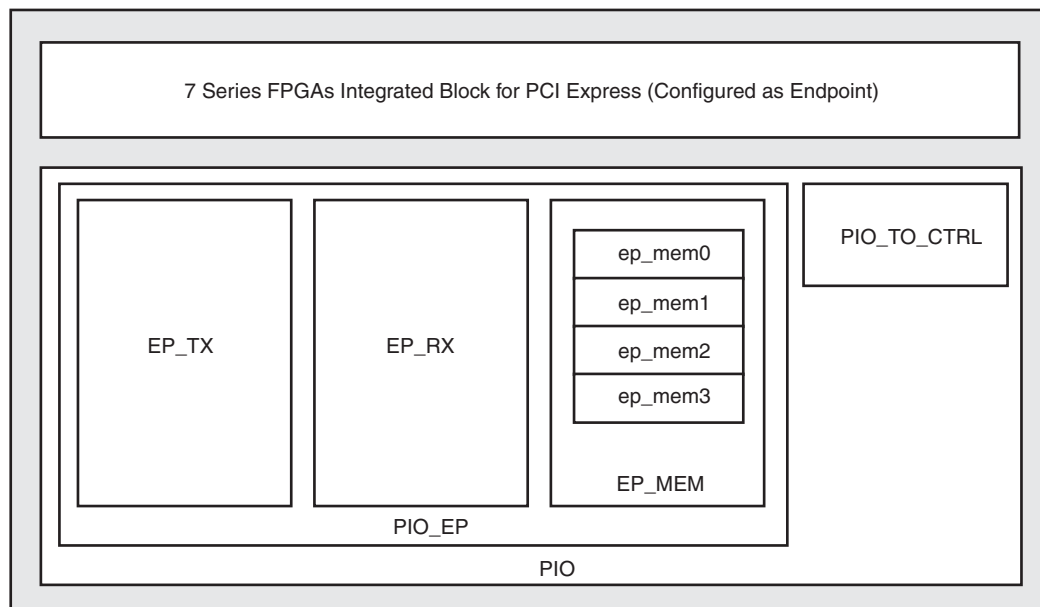 7 Series FPGAs Integrated Block for PCI Express (Configured as Endpoint)
EP_TX
EP_RX
ep_mem0
ep_mem1
ep_mem2
ep_mem3
EP_MEM
PIO_TO_CTRL
PIO_EP
PIO